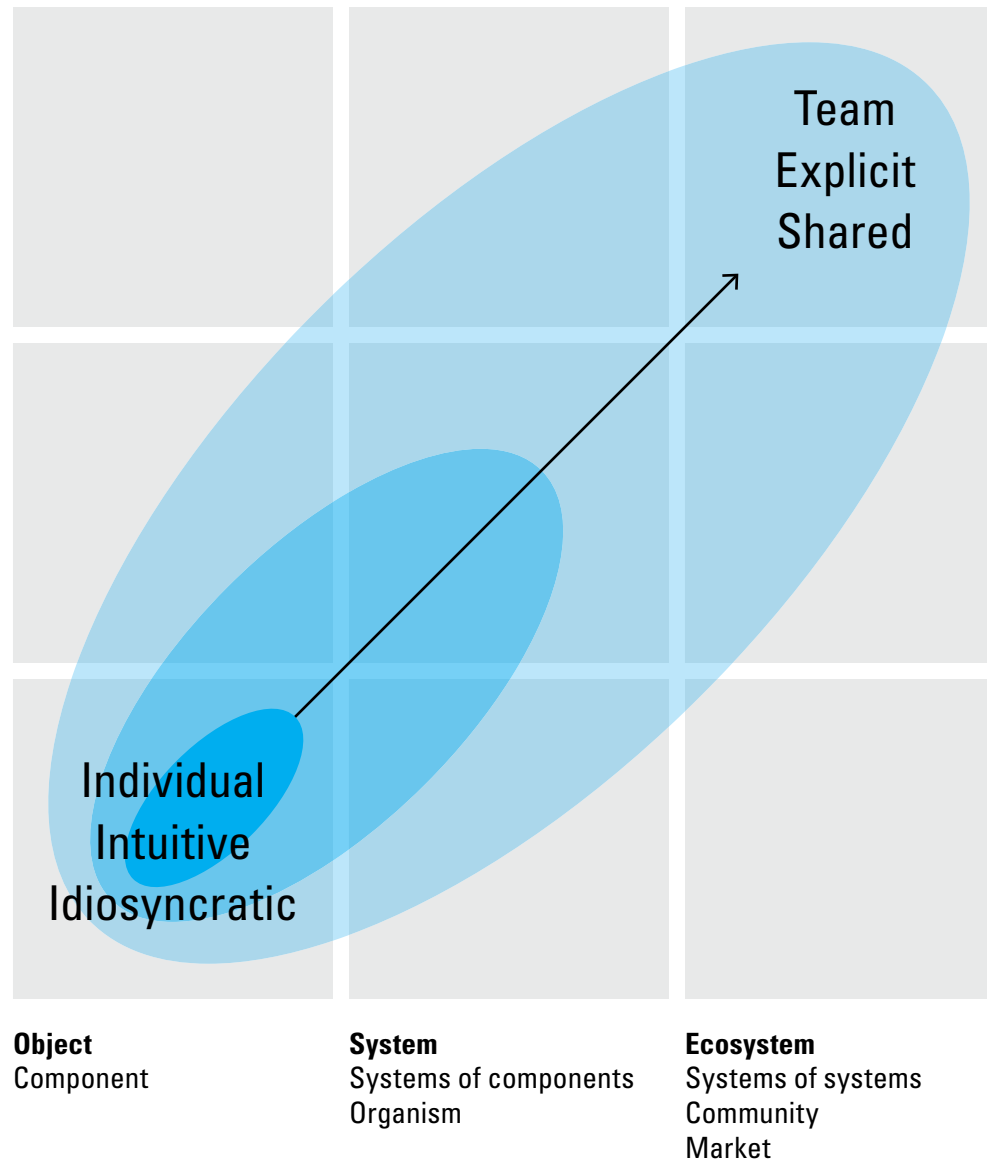 Team
Explicit
Shared
Individual
Intuitive
Idiosyncratic
Object
Component
System
Systems of components
Organism
Ecosystem
Systems of systems
Community
Market